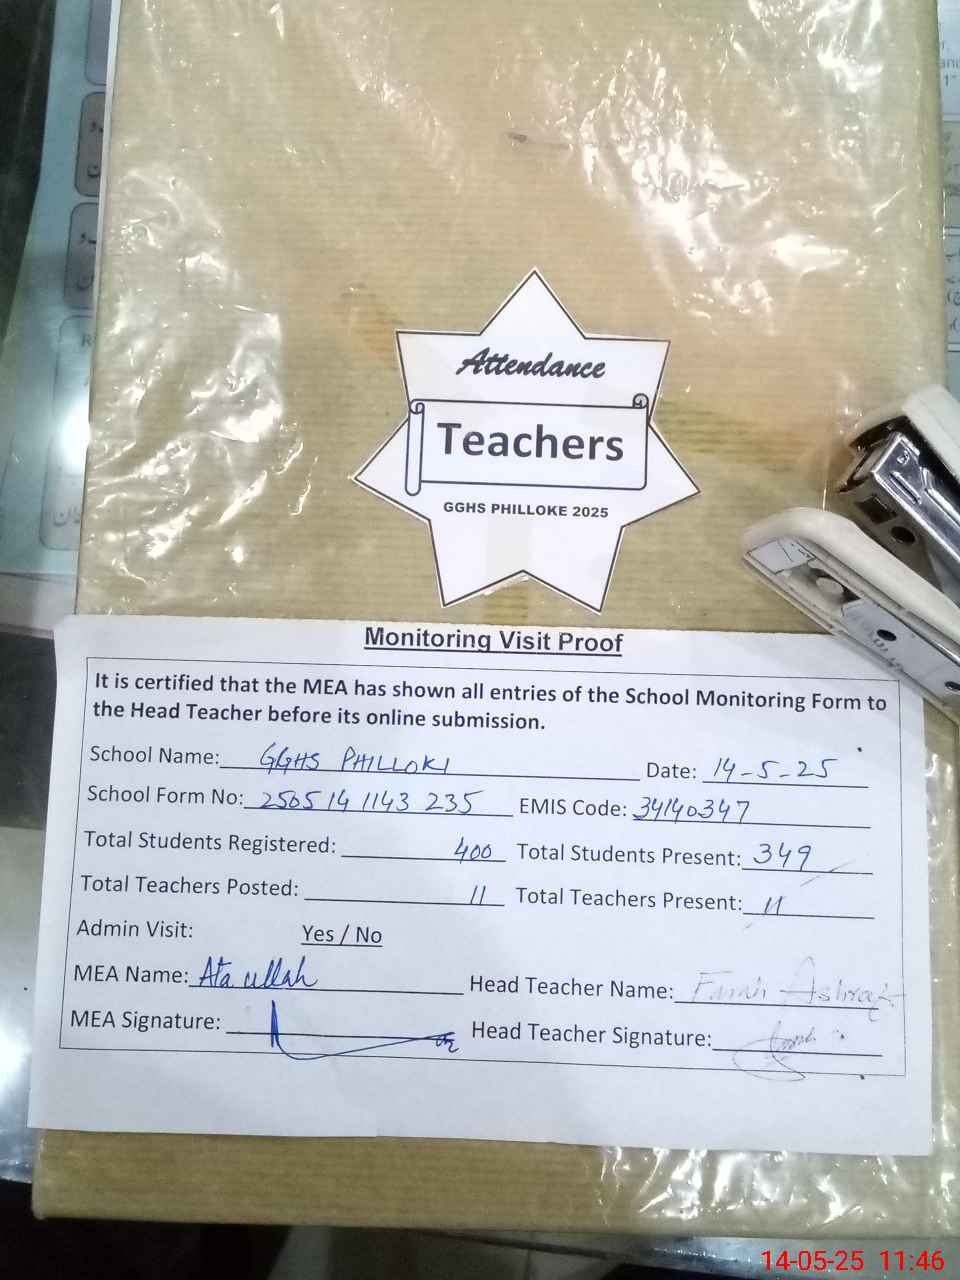 Attendance
Teachers
GGHS PHILLOKE 2025
Monitoring Visit Proof
It is certified that the MEA has shown all entries of the School Monitoring Form to
the Head Teacher before its online submission.
School Name: GGHS PHILLOKI Date: 14-5-25
School Form No: 2505 14 1143 235 EMIS Code: 34140347
Total Students Registered: 400 Total Students Present: 349
Total Teachers Posted: 11 Total Teachers Present: 11
Admin Visit: Yes / No
MEA Name: Ata ullah Head Teacher Name: Farah Ashraf
MEA Signature: Head Teacher Signature:
14-05-25 11:46